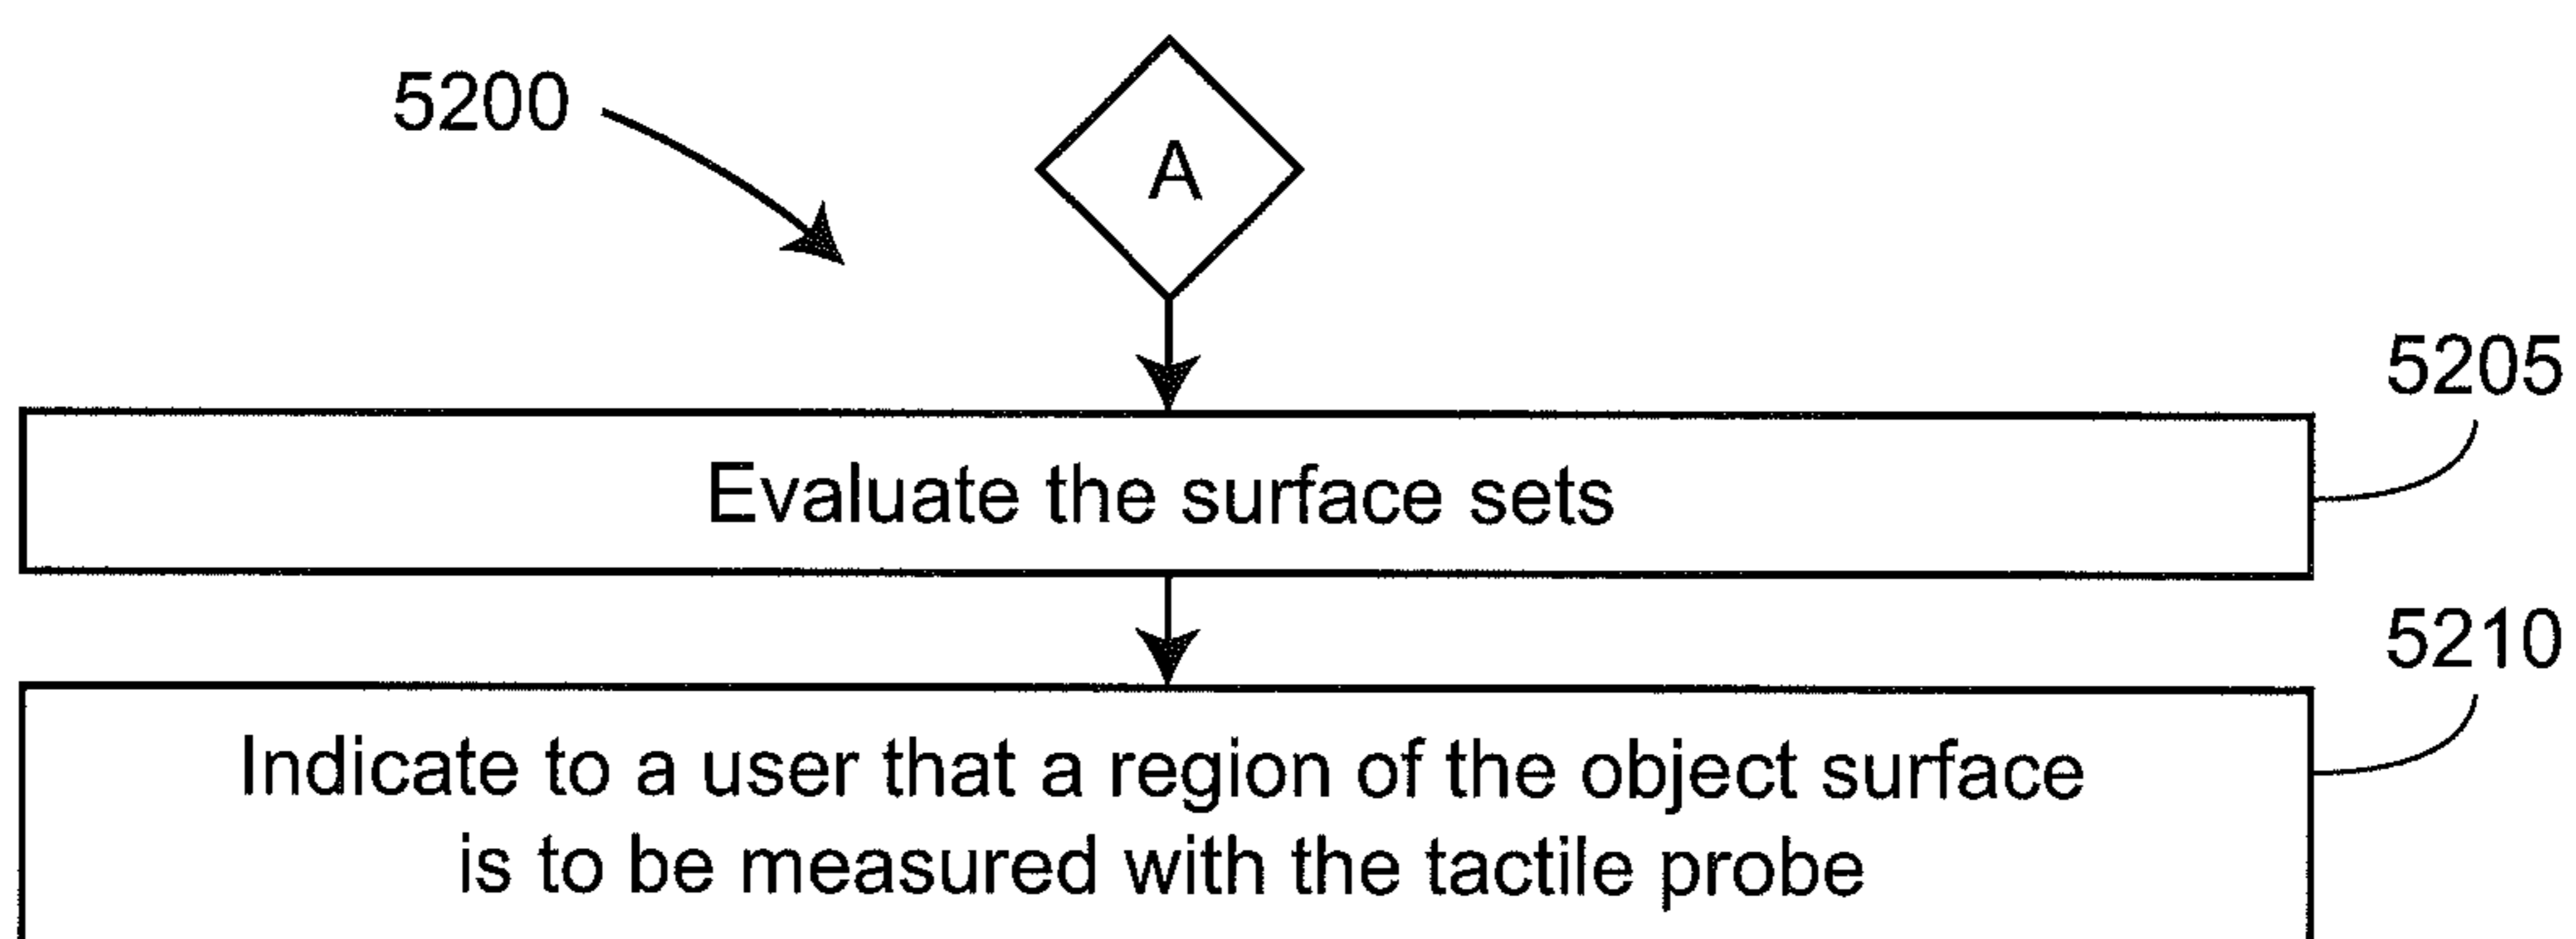 5200
A
5205
Evaluate the surface sets
5210
Indicate to a user that a region of the object surface
is to be measured with the tactile probe